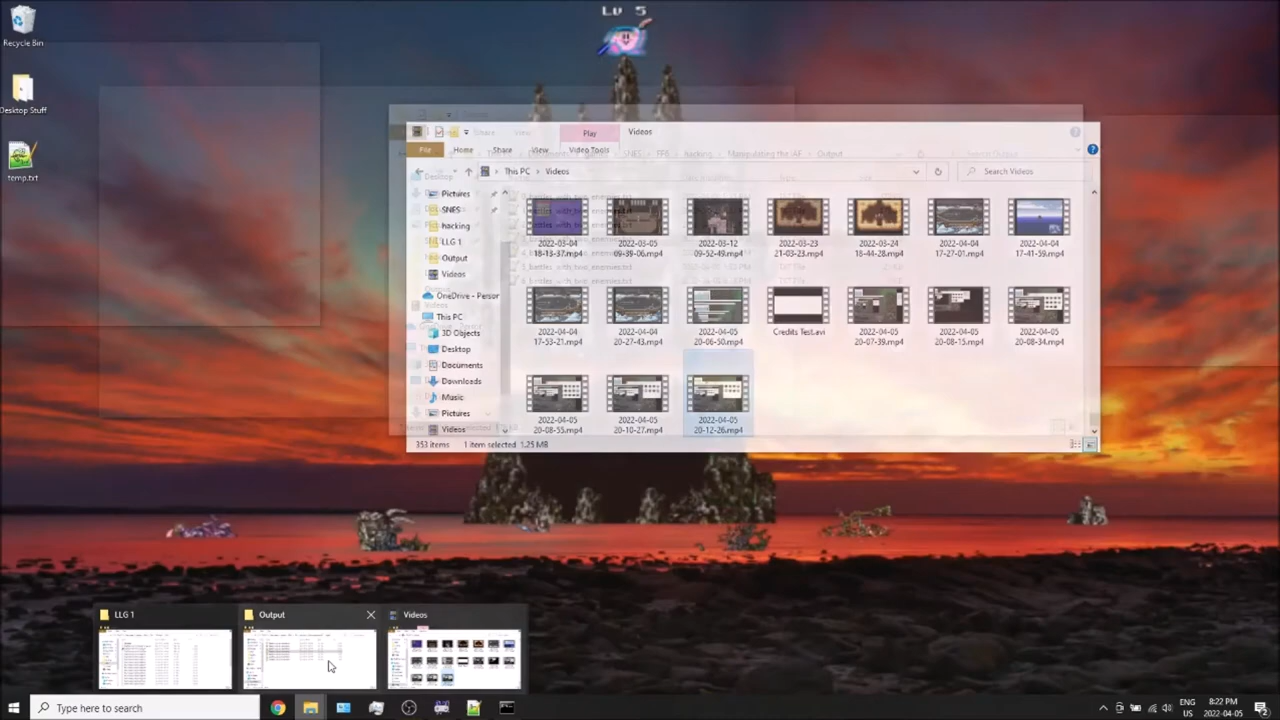 Lv 5
Recycle Bin
Desktop Stuff
temp.txt
Play
Videos
File
Home
Share
View
Video Tools
This PC
Videos
Search Videos
Pictures
SNES
hacking
LLG 1
Output
Videos
OneDrive - Person
This PC
3D Objects
Desktop
Documents
Downloads
Music
Pictures
Videos
2022-03-04
18-13-37.mp4
2022-03-05
09-39-06.mp4
2022-03-12
09-52-49.mp4
2022-03-23
21-03-23.mp4
2022-03-24
18-44-28.mp4
2022-04-04
17-27-01.mp4
2022-04-04
17-41-59.mp4
2022-04-04
17-53-21.mp4
2022-04-04
20-27-43.mp4
2022-04-05
20-06-50.mp4
Credits Test.avi
2022-04-05
20-07-39.mp4
2022-04-05
20-08-15.mp4
2022-04-05
20-08-34.mp4
2022-04-05
20-08-55.mp4
2022-04-05
20-10-27.mp4
2022-04-05
20-12-26.mp4
353 items
1 item selected 1.25 MB
LLG 1
Output
Videos
Type here to search
ENG
US
8:22 PM
2022-04-05
2